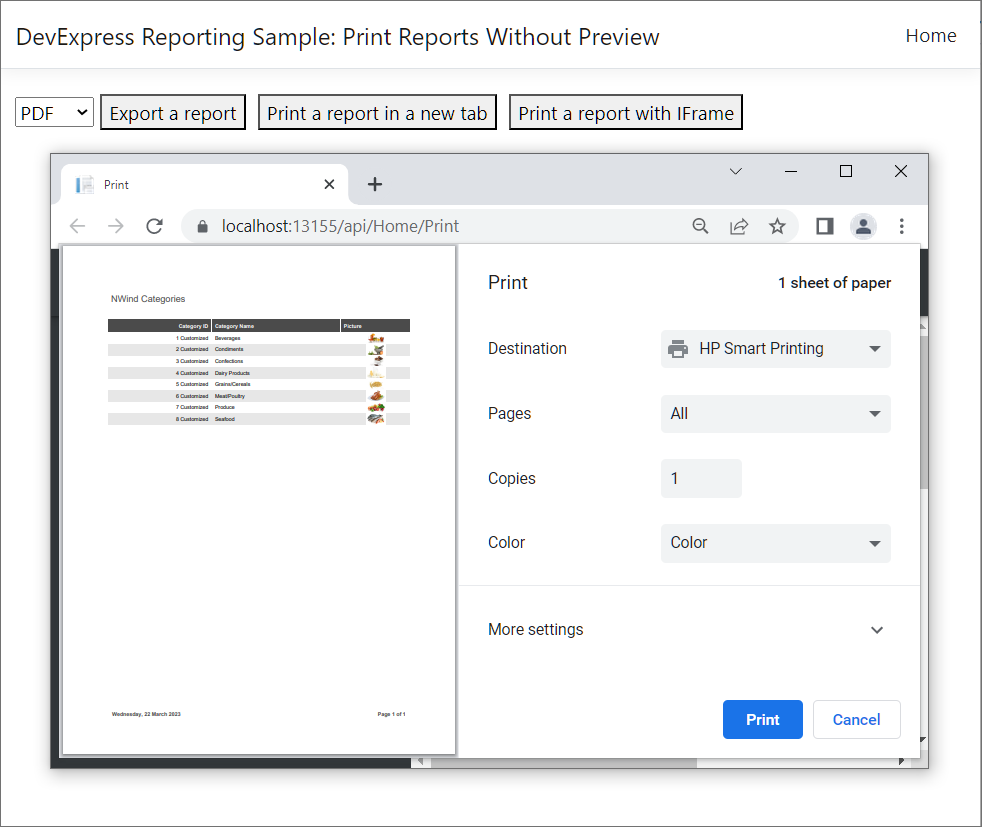 DevExpress Reporting Sample: Print Reports Without Preview Home
PDF Export a report Print a report in a new tab Print a report with IFrame
Print
localhost:13155/api/Home/Print
NWind Categories
Category ID Category Name Picture
1 Customized Beverages
2 Customized Condiments
3 Customized Confections
4 Customized Dairy Products
5 Customized Grains/Cereals
6 Customized Meat/Poultry
7 Customized Produce
8 Customized Seafood
Wednesday, 22 March 2023 Page 1 of 1
Print 1 sheet of paper
Destination HP Smart Printing
Pages All
Copies 1
Color Color
More settings
Print Cancel